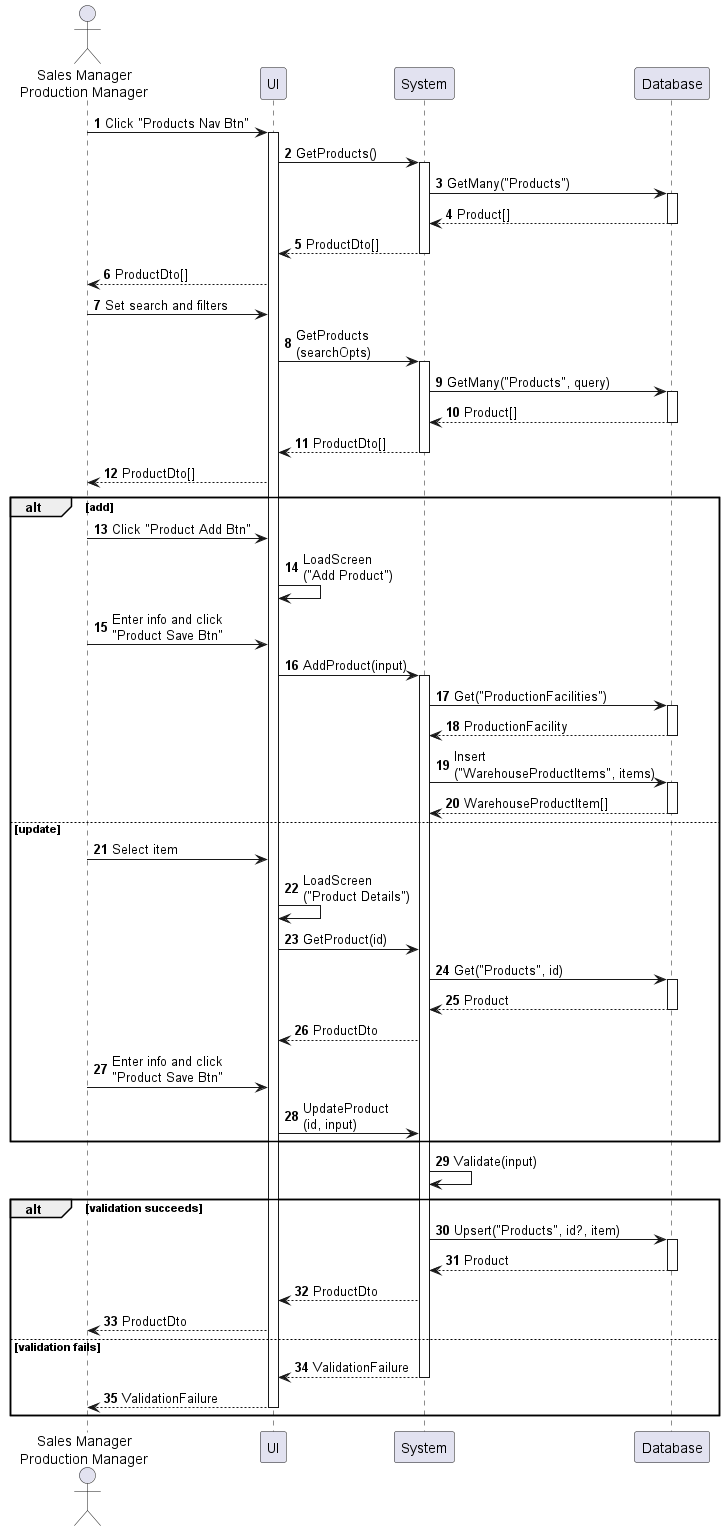 Sales Manager
Production Manager
UI
System
Database
1 Click "Products Nav Btn"
2 GetProducts()
3 GetMany("Products")
4 Product[]
5 ProductDto[]
6 ProductDto[]
7 Set search and filters
8 GetProducts
(searchOpts)
9 GetMany("Products", query)
10 Product[]
11 ProductDto[]
12 ProductDto[]
alt [add]
13 Click "Product Add Btn"
14 LoadScreen
("Add Product")
15 Enter info and click
"Product Save Btn"
16 AddProduct(input)
17 Get("ProductionFacilities")
18 ProductionFacility
19 Insert
("WarehouseProductItems", items)
20 WarehouseProductItem[]
[update]
21 Select item
22 LoadScreen
("Product Details")
23 GetProduct(id)
24 Get("Products", id)
25 Product
26 ProductDto
27 Enter info and click
"Product Save Btn"
28 UpdateProduct
(id, input)
29 Validate(input)
alt [validation succeeds]
30 Upsert("Products", id?, item)
31 Product
32 ProductDto
33 ProductDto
[validation fails]
34 ValidationFailure
35 ValidationFailure
Sales Manager
Production Manager
UI
System
Database